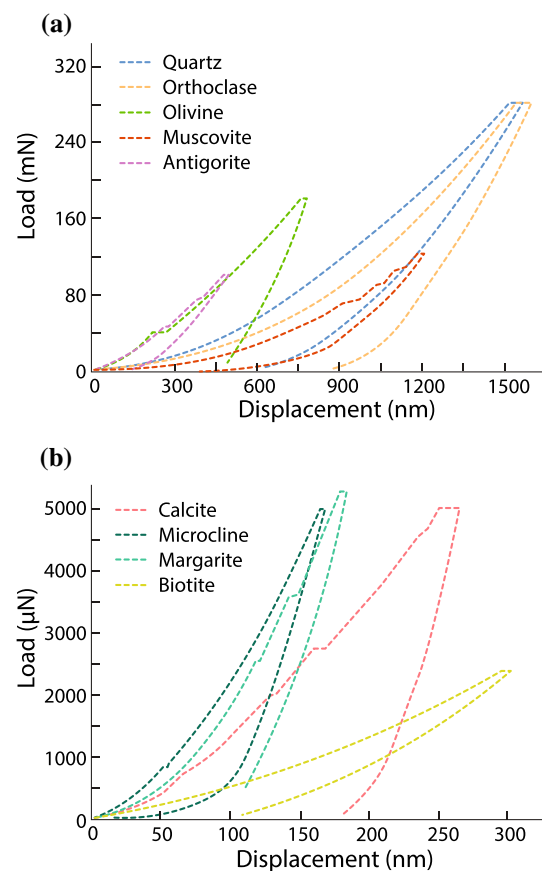 (a)
320
240
160
80
0
Load (mN)
Quartz
Orthoclase
Olivine
Muscovite
Antigorite
0 300 600 900 1200 1500
Displacement (nm)
(b)
5000
4000
3000
2000
1000
0
Load (μN)
Calcite
Microcline
Margarite
Biotite
0 50 100 150 200 250 300
Displacement (nm)